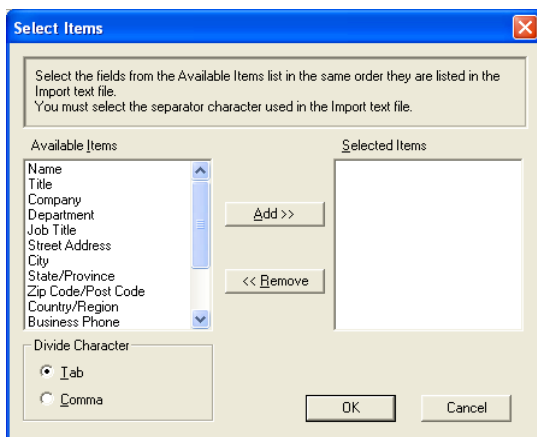 Select Items
Select the fields from the Available Items list in the same order they are listed in the
Import text file.
You must select the separator character used in the Import text file.
Available Items
Selected Items
Name
Title
Company
Department
Job Title
Street Address
City
State/Province
Zip Code/Post Code
Country/Region
Business Phone
Add >>
<< Remove
Divide Character
Tab
Comma
OK
Cancel